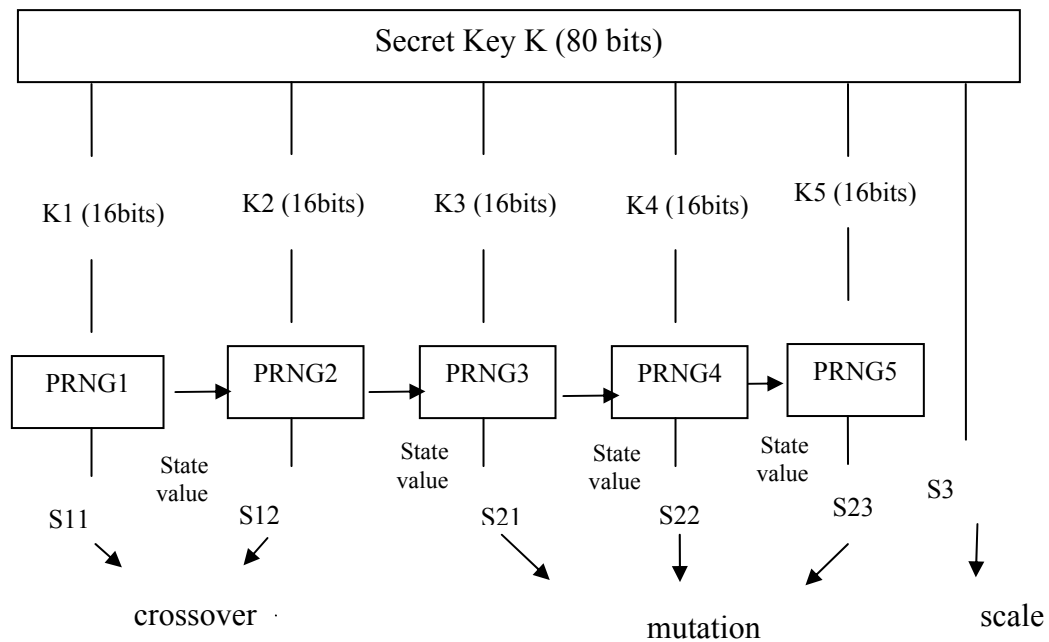 Secret Key K (80 bits)
K1 (16bits)
K2 (16bits)
K3 (16bits)
K4 (16bits)
K5 (16bits)
PRNG1
PRNG2
PRNG3
PRNG4
PRNG5
State
value
State
value
State
value
State
value
S11
S12
S21
S22
S23
S3
crossover
mutation
scale